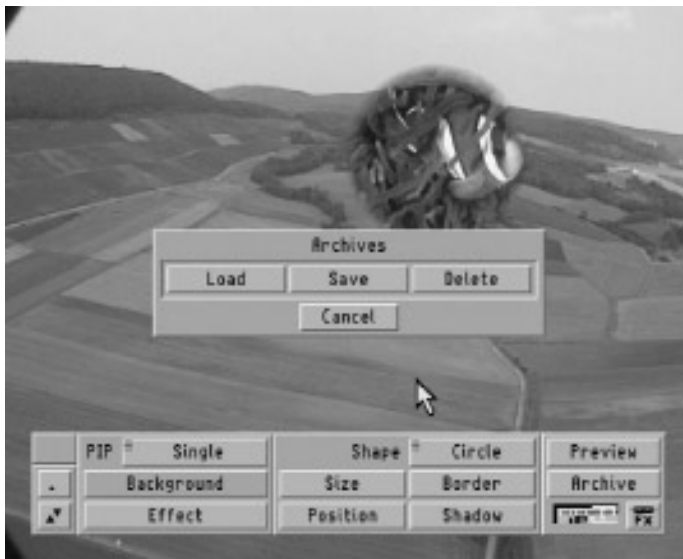 Archives
Load Save Delete
Cancel
PIP Single Shape Circle Preview
Background Size Border Archive
Effect Position Shadow FX